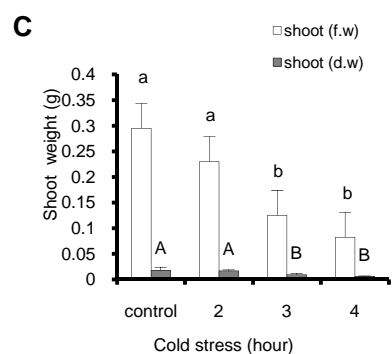 C
shoot (f.w)
shoot (d.w)
Shoot weight (g)
0.4
0.35
0.3
0.25
0.2
0.15
0.1
0.05
0
a
a
b
b
A
A
B
B
control 2 3 4
Cold stress (hour)